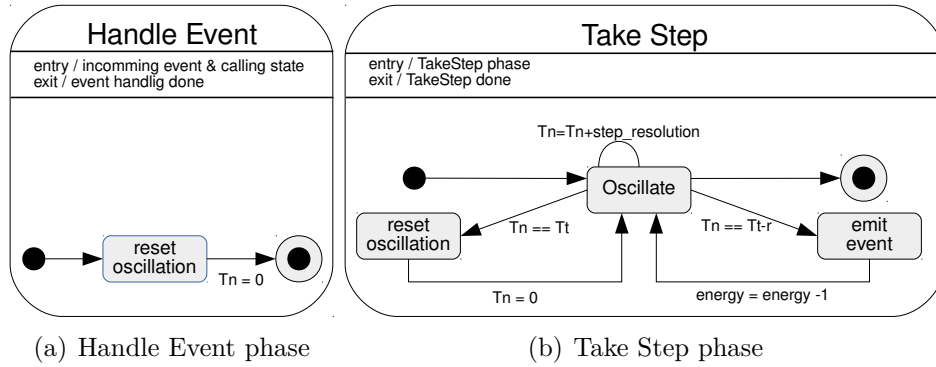 Handle Event
entry / incomming event & calling state
exit / event handlig done
reset
oscillation
Tn = 0
(a) Handle Event phase
Take Step
entry / TakeStep phase
exit / TakeStep done
Tn=Tn+step_resolution
Oscillate
reset
oscillation
Tn == Tt
Tn == Tt-r
emit
event
Tn = 0
energy = energy -1
(b) Take Step phase